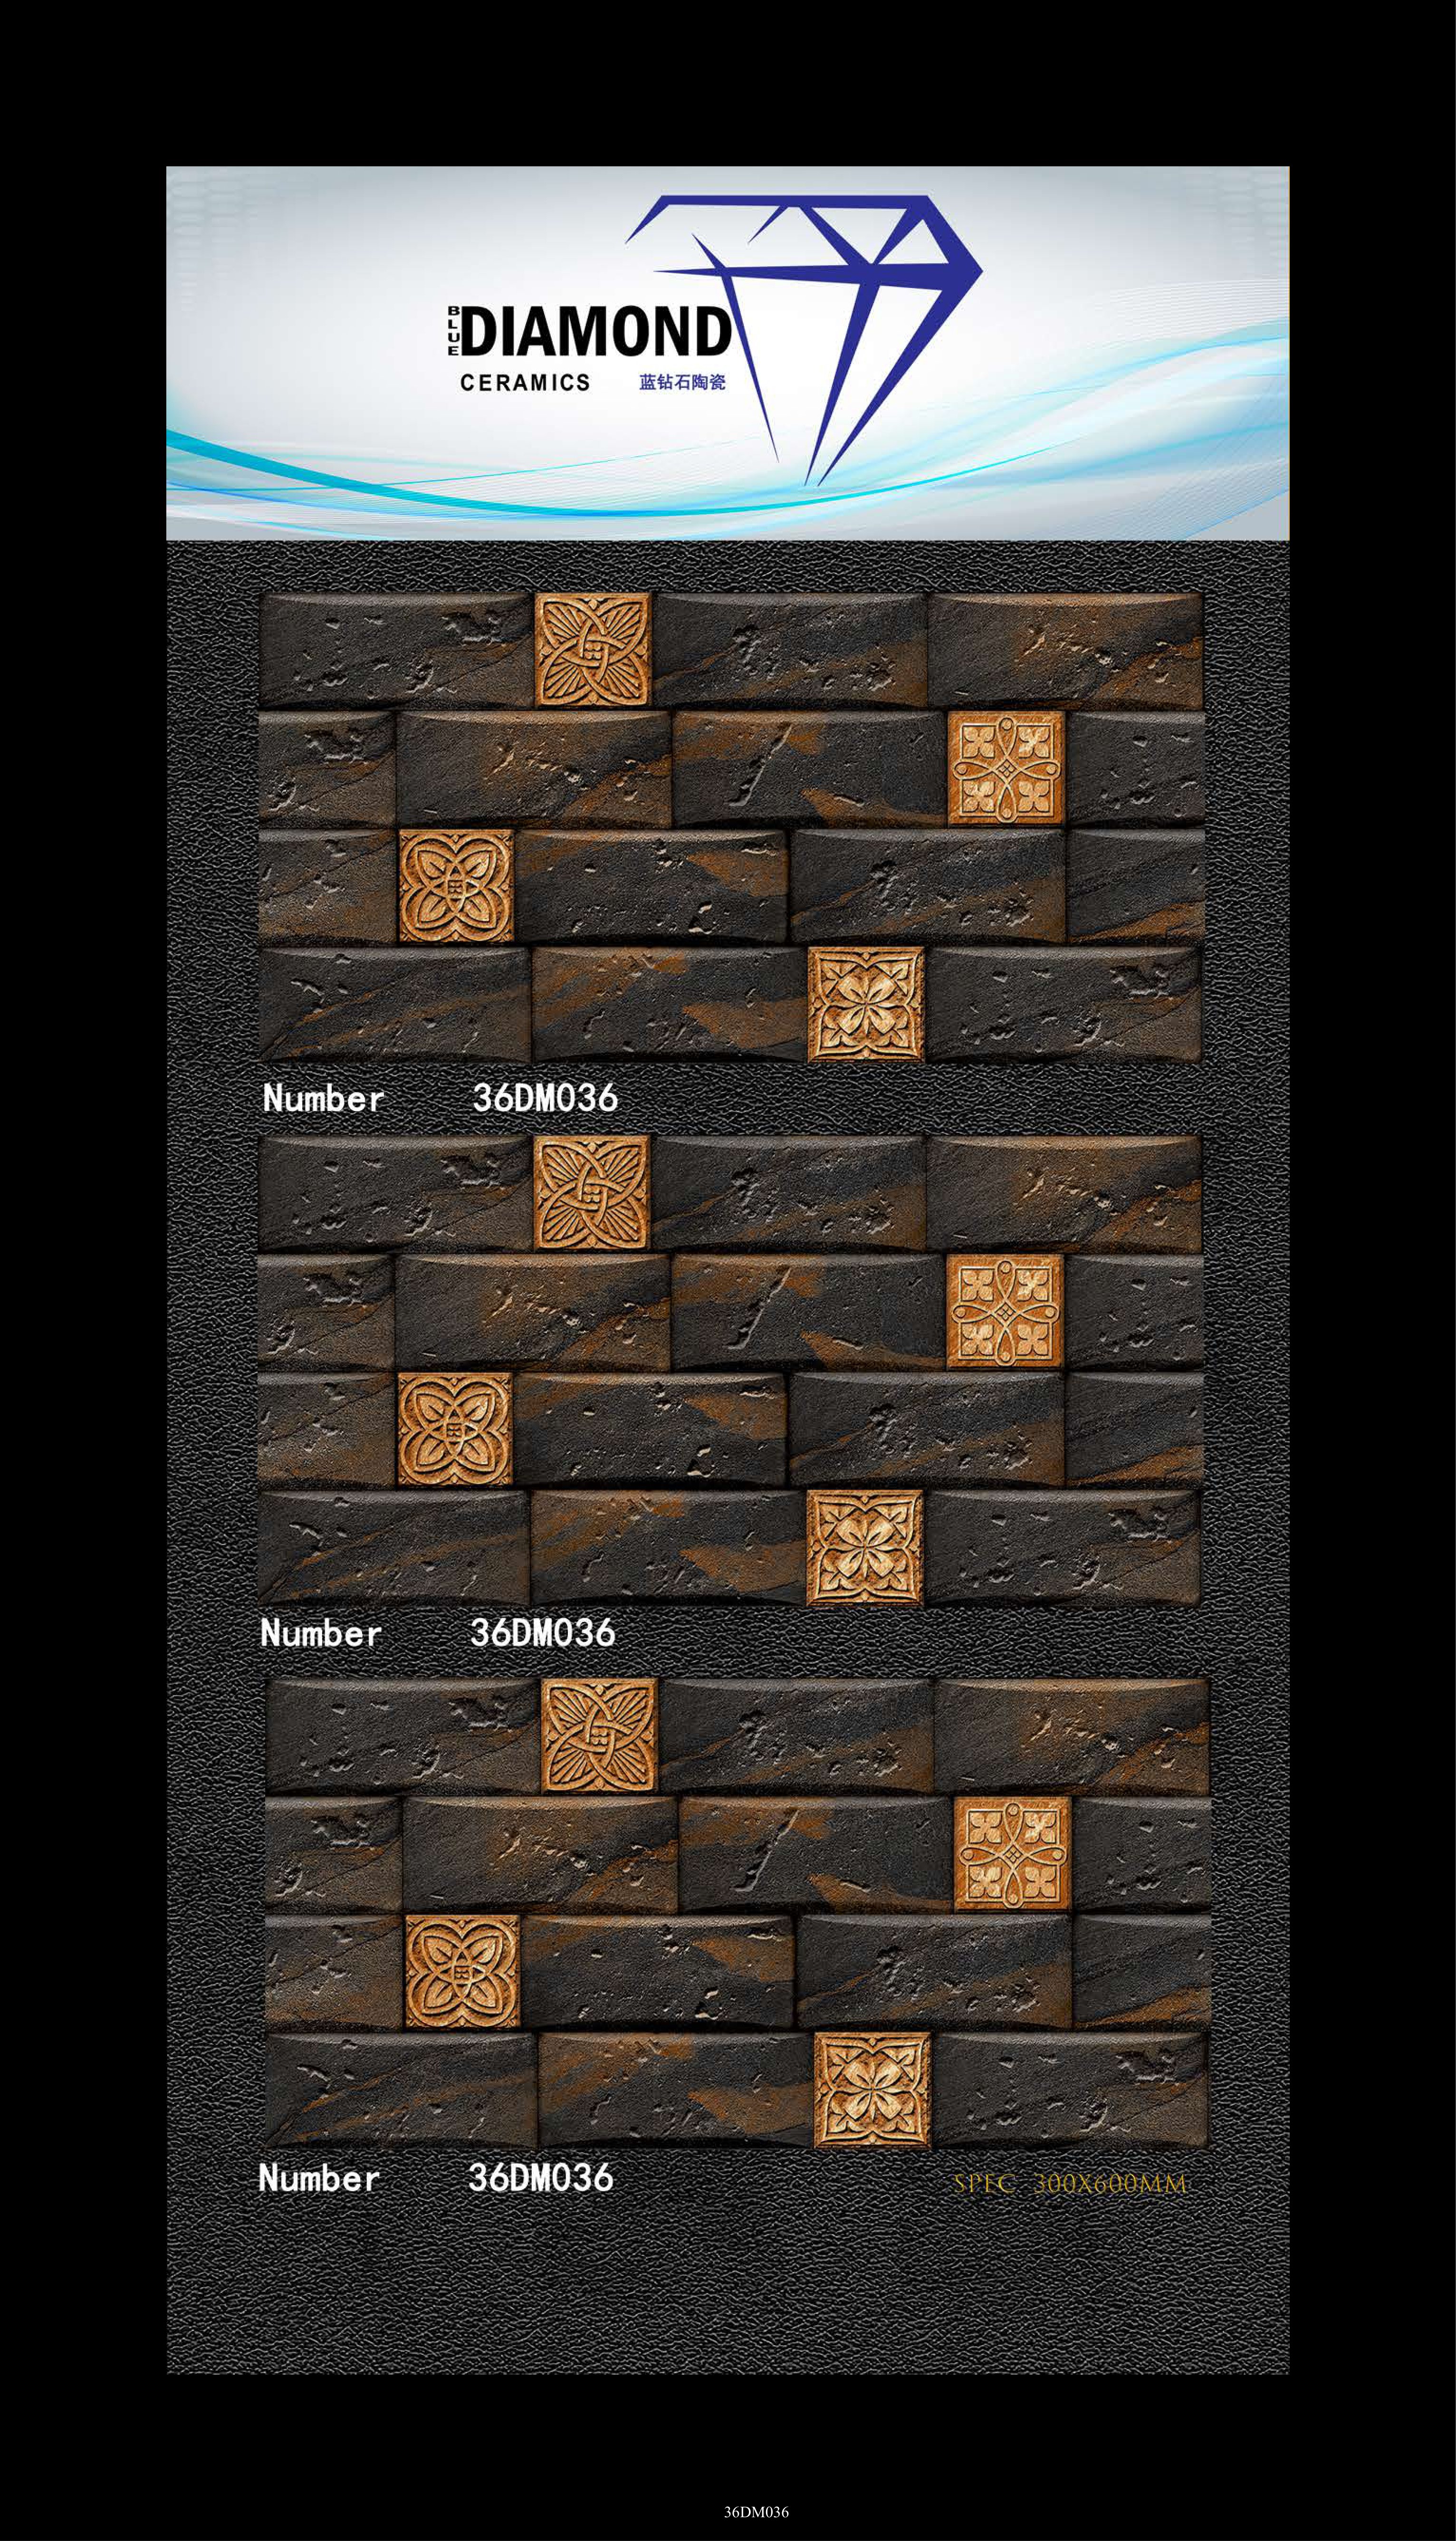 BLUE DIAMOND
CERAMICS 蓝钻石陶瓷
Number 36DM036
Number 36DM036
Number 36DM036
SPEC 300X600MM
36DM036